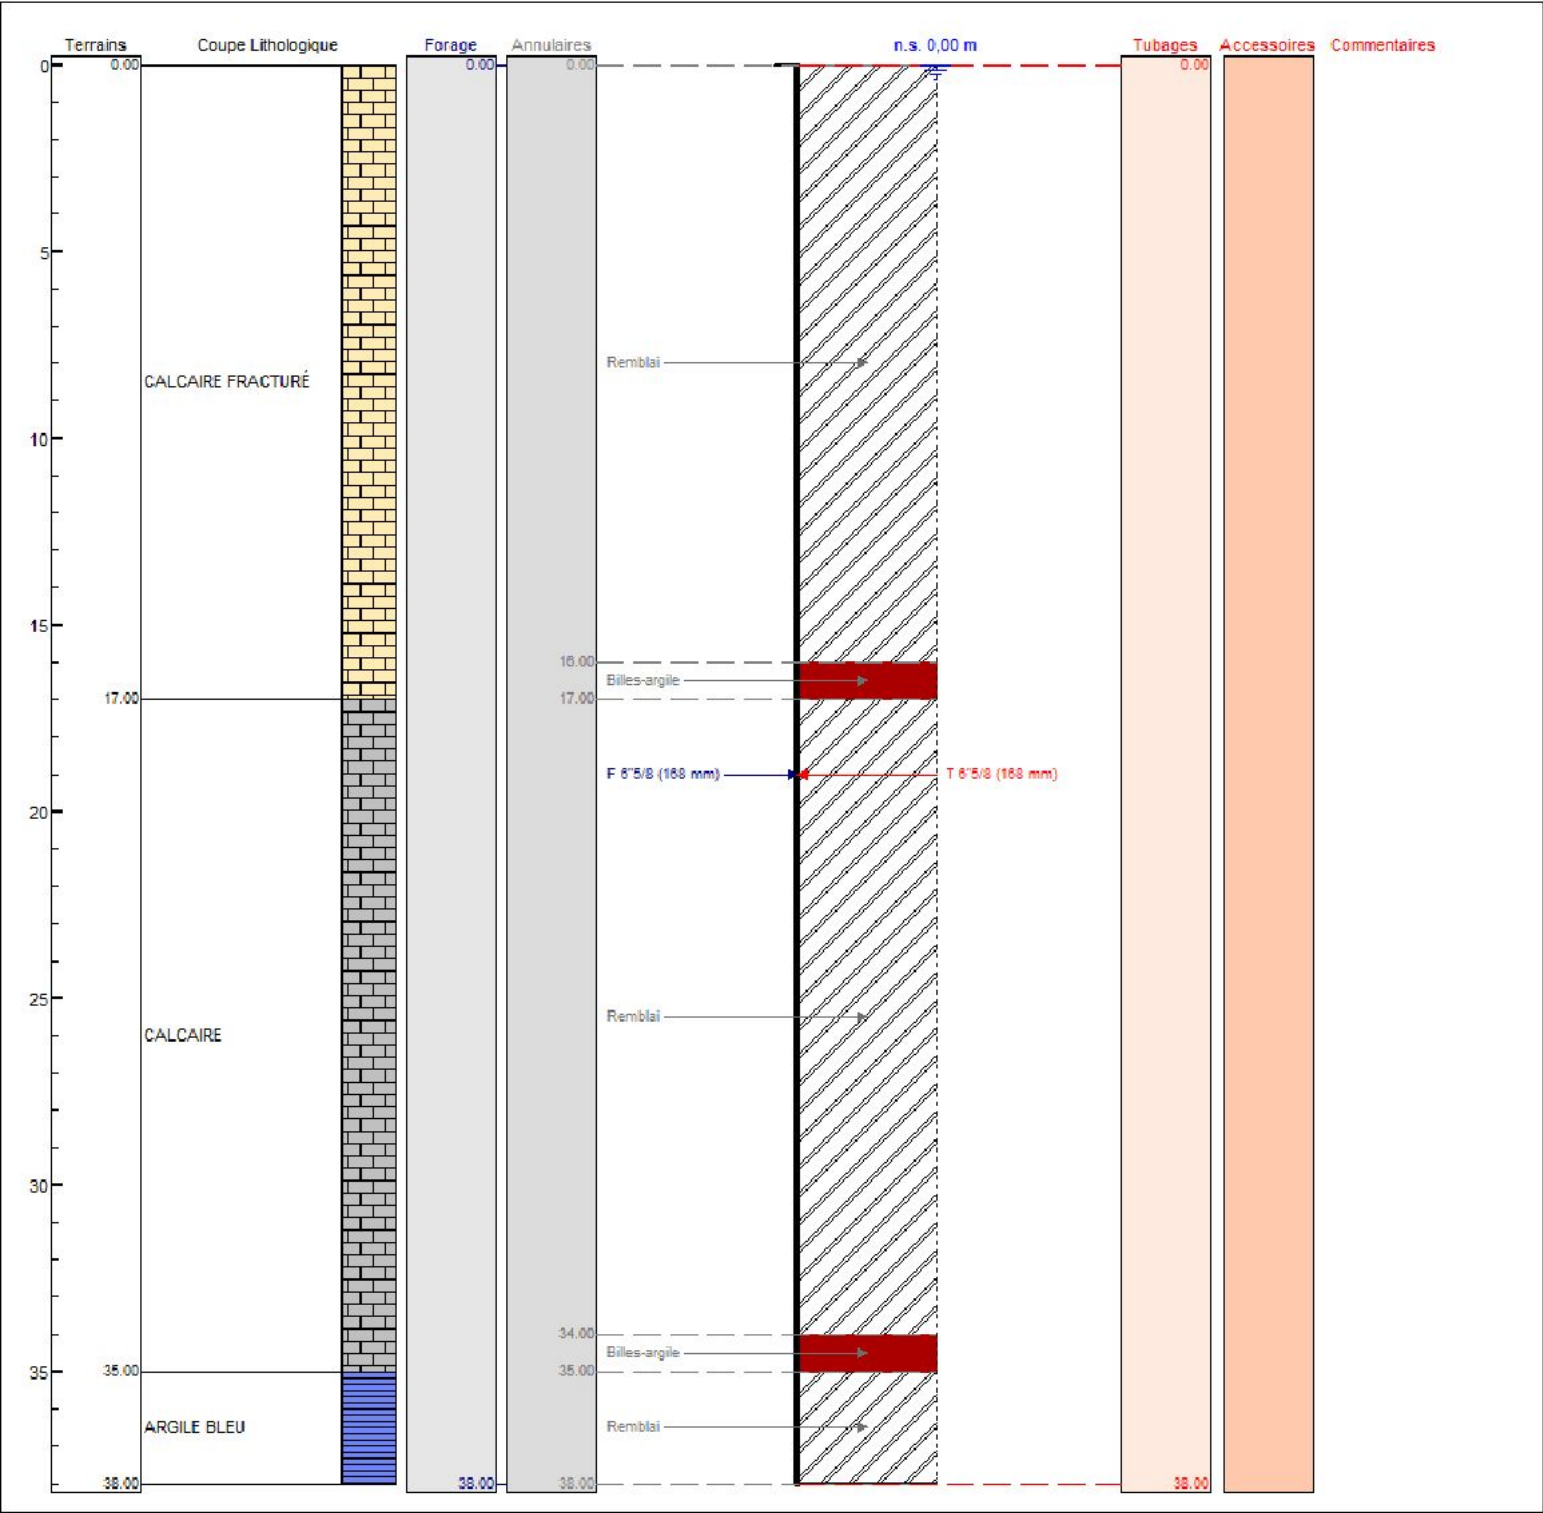 Terrains Coupe Lithologique Forage Annulaires n.s. 0,00 m Tubages Accessoires Commentaires
0 0.00 0.00 0.00 0.00
5
Remblai
CALCAIRE FRACTURÉ
10
15
16.00
Billes-argile
17.00 17.00
F 6"5/8 (168 mm) T 6"5/8 (168 mm)
20
25
Remblai
CALCAIRE
30
34.00
Billes-argile
35 35.00 35.00
ARGILE BLEU Remblai
38.00 38.00 38.00 38.00